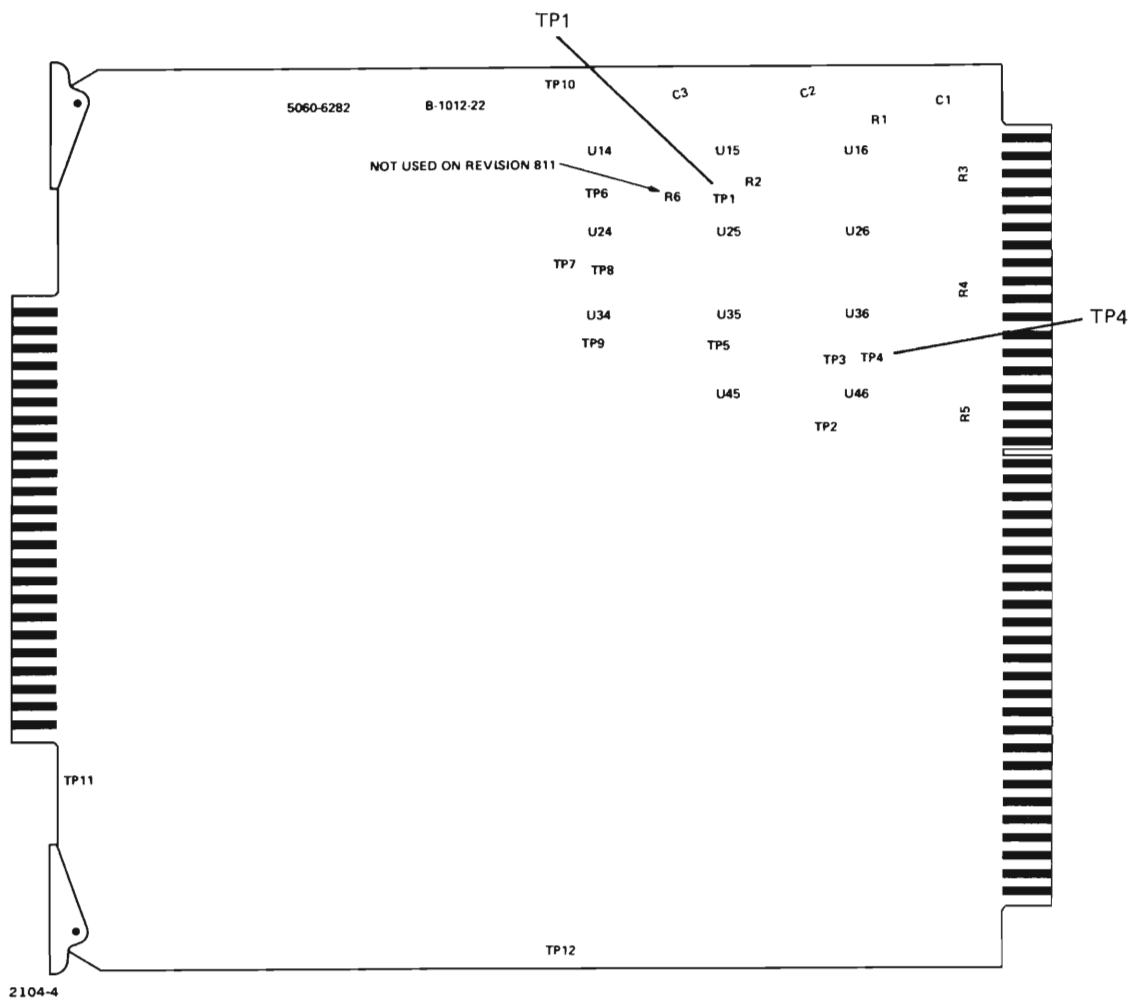 TP1
TP10
C3
C2
C1
5060-6282
B-1012-22
R1
U14
U15
U16
NOT USED ON REVISION 811
R3
R2
TP6
R6
TP1
U24
U25
U26
TP7
TP8
R4
U34
U35
U36
TP4
TP9
TP5
TP3
TP4
U45
U46
R5
TP2
TP11
TP12
2104-4